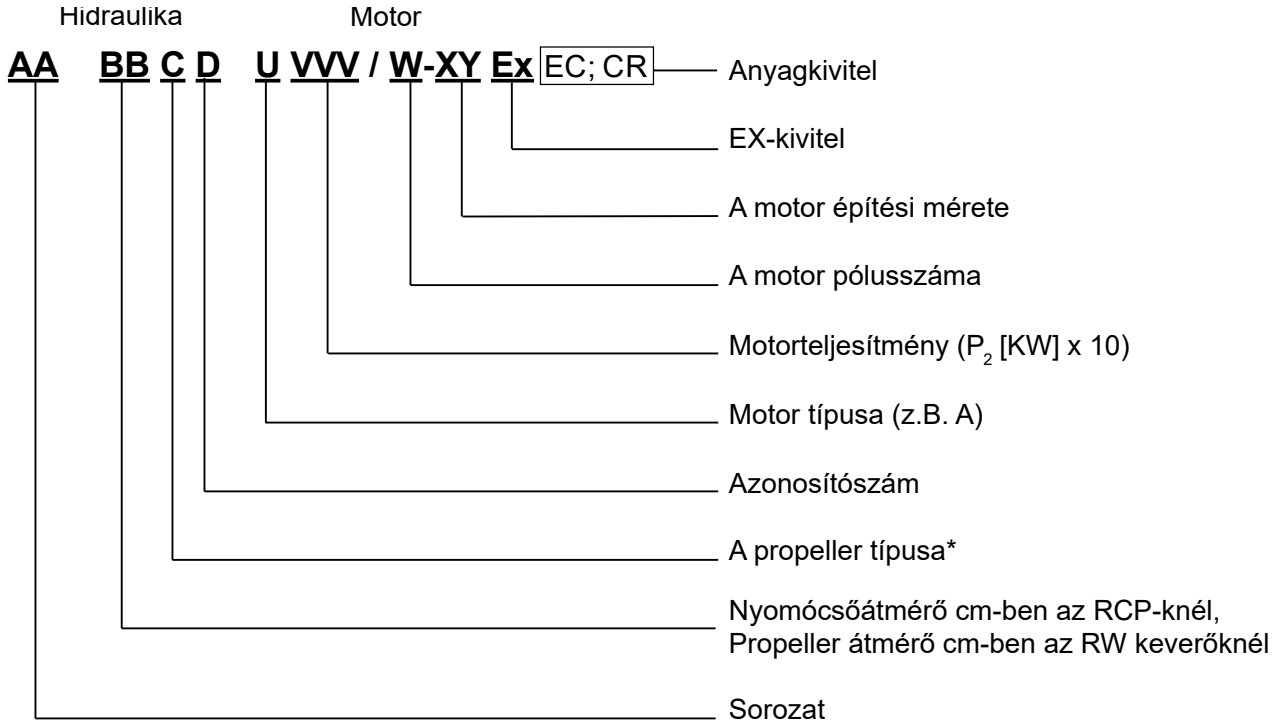 Hidraulika Motor
AA BB C D U VVV / W-XY Ex EC; CR Anyagkivitel
EX-kivitel
A motor építési mérete
A motor pólusszáma
Motorteljesítmény (P₂ [KW] x 10)
Motor típusa (z.B. A)
Azonosítószám
A propeller típusa*
Nyomócsőátmérő cm-ben az RCP-knél,
Propeller átmérő cm-ben az RW keverőknél
Sorozat